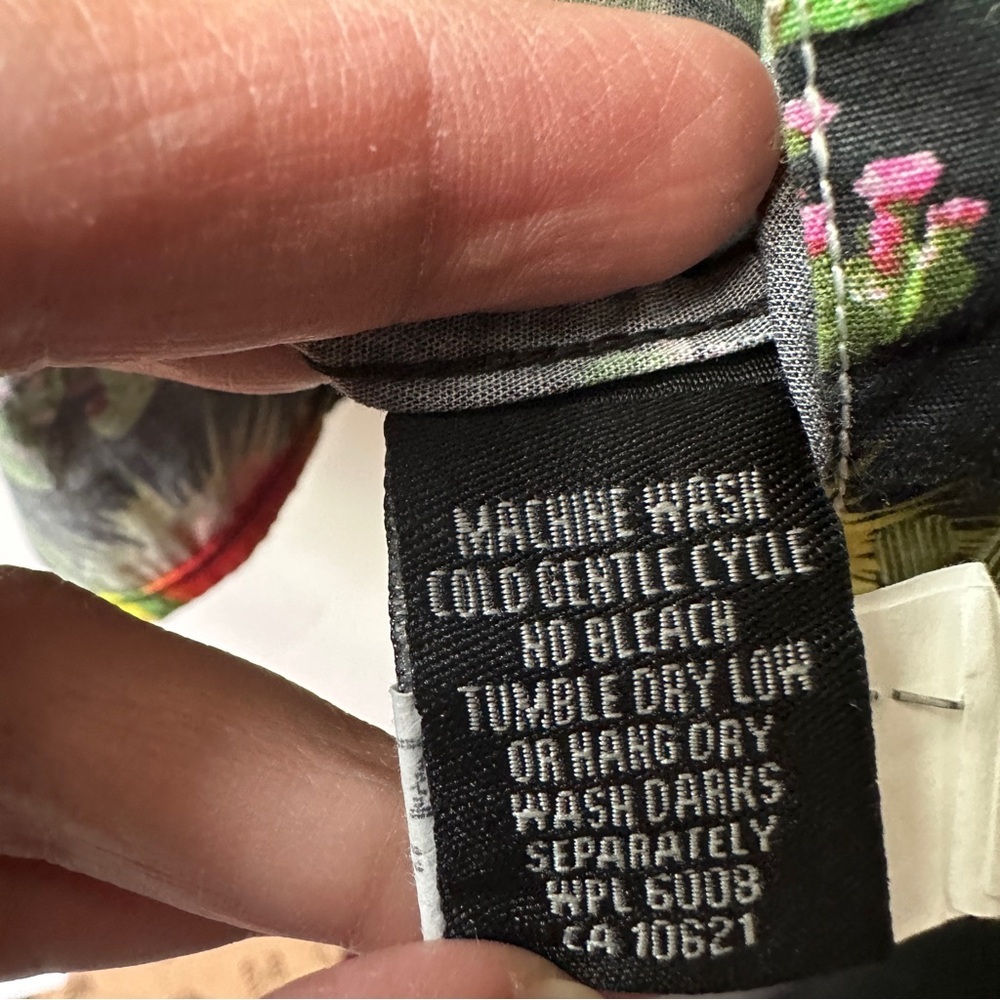 MACHINE WASH
COLD GENTLE CYCLE
NO BLEACH
TUMBLE DRY LOW
OR HANG DRY
WASH DARKS
SEPARATELY
WPL 6008
CA 10621